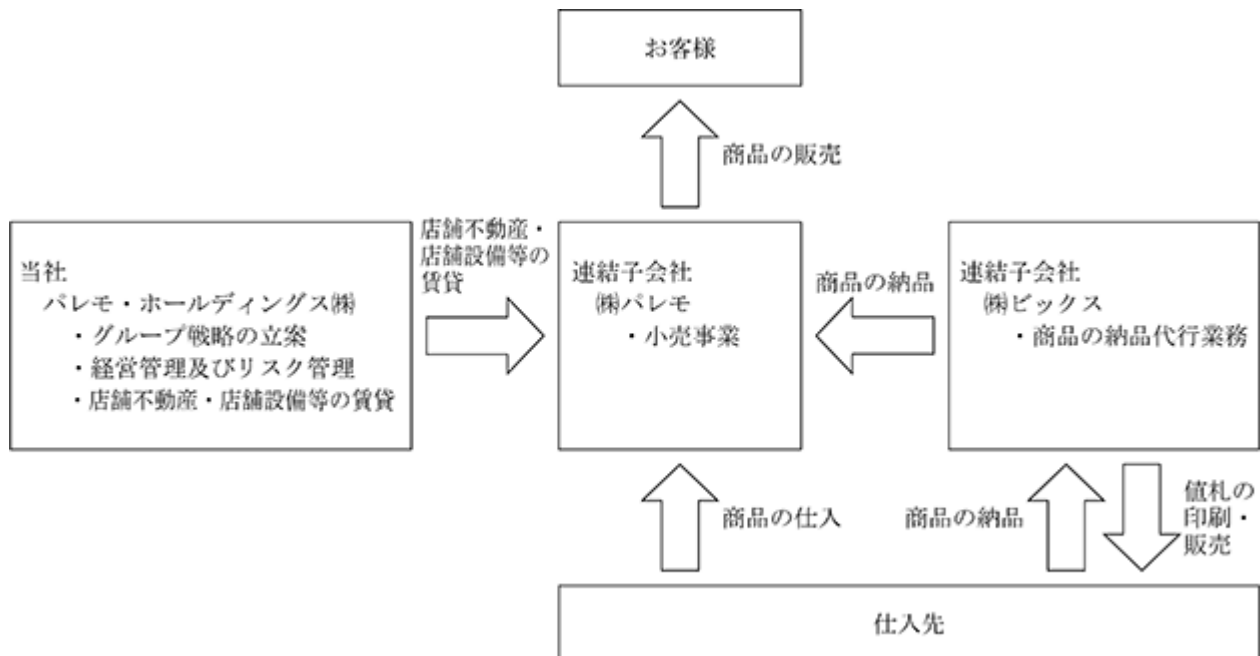 お客様
商品の販売
当社
パレモ・ホールディングス㈱
・グループ戦略の立案
・経営管理及びリスク管理
・店舗不動産・店舗設備等の賃貸
店舗不動産・
店舗設備等の
賃貸
連結子会社
㈱パレモ
・小売事業
商品の納品
連結子会社
㈱ビックス
・商品の納品代行業務
商品の仕入
商品の納品
値札の
印刷・
販売
仕入先